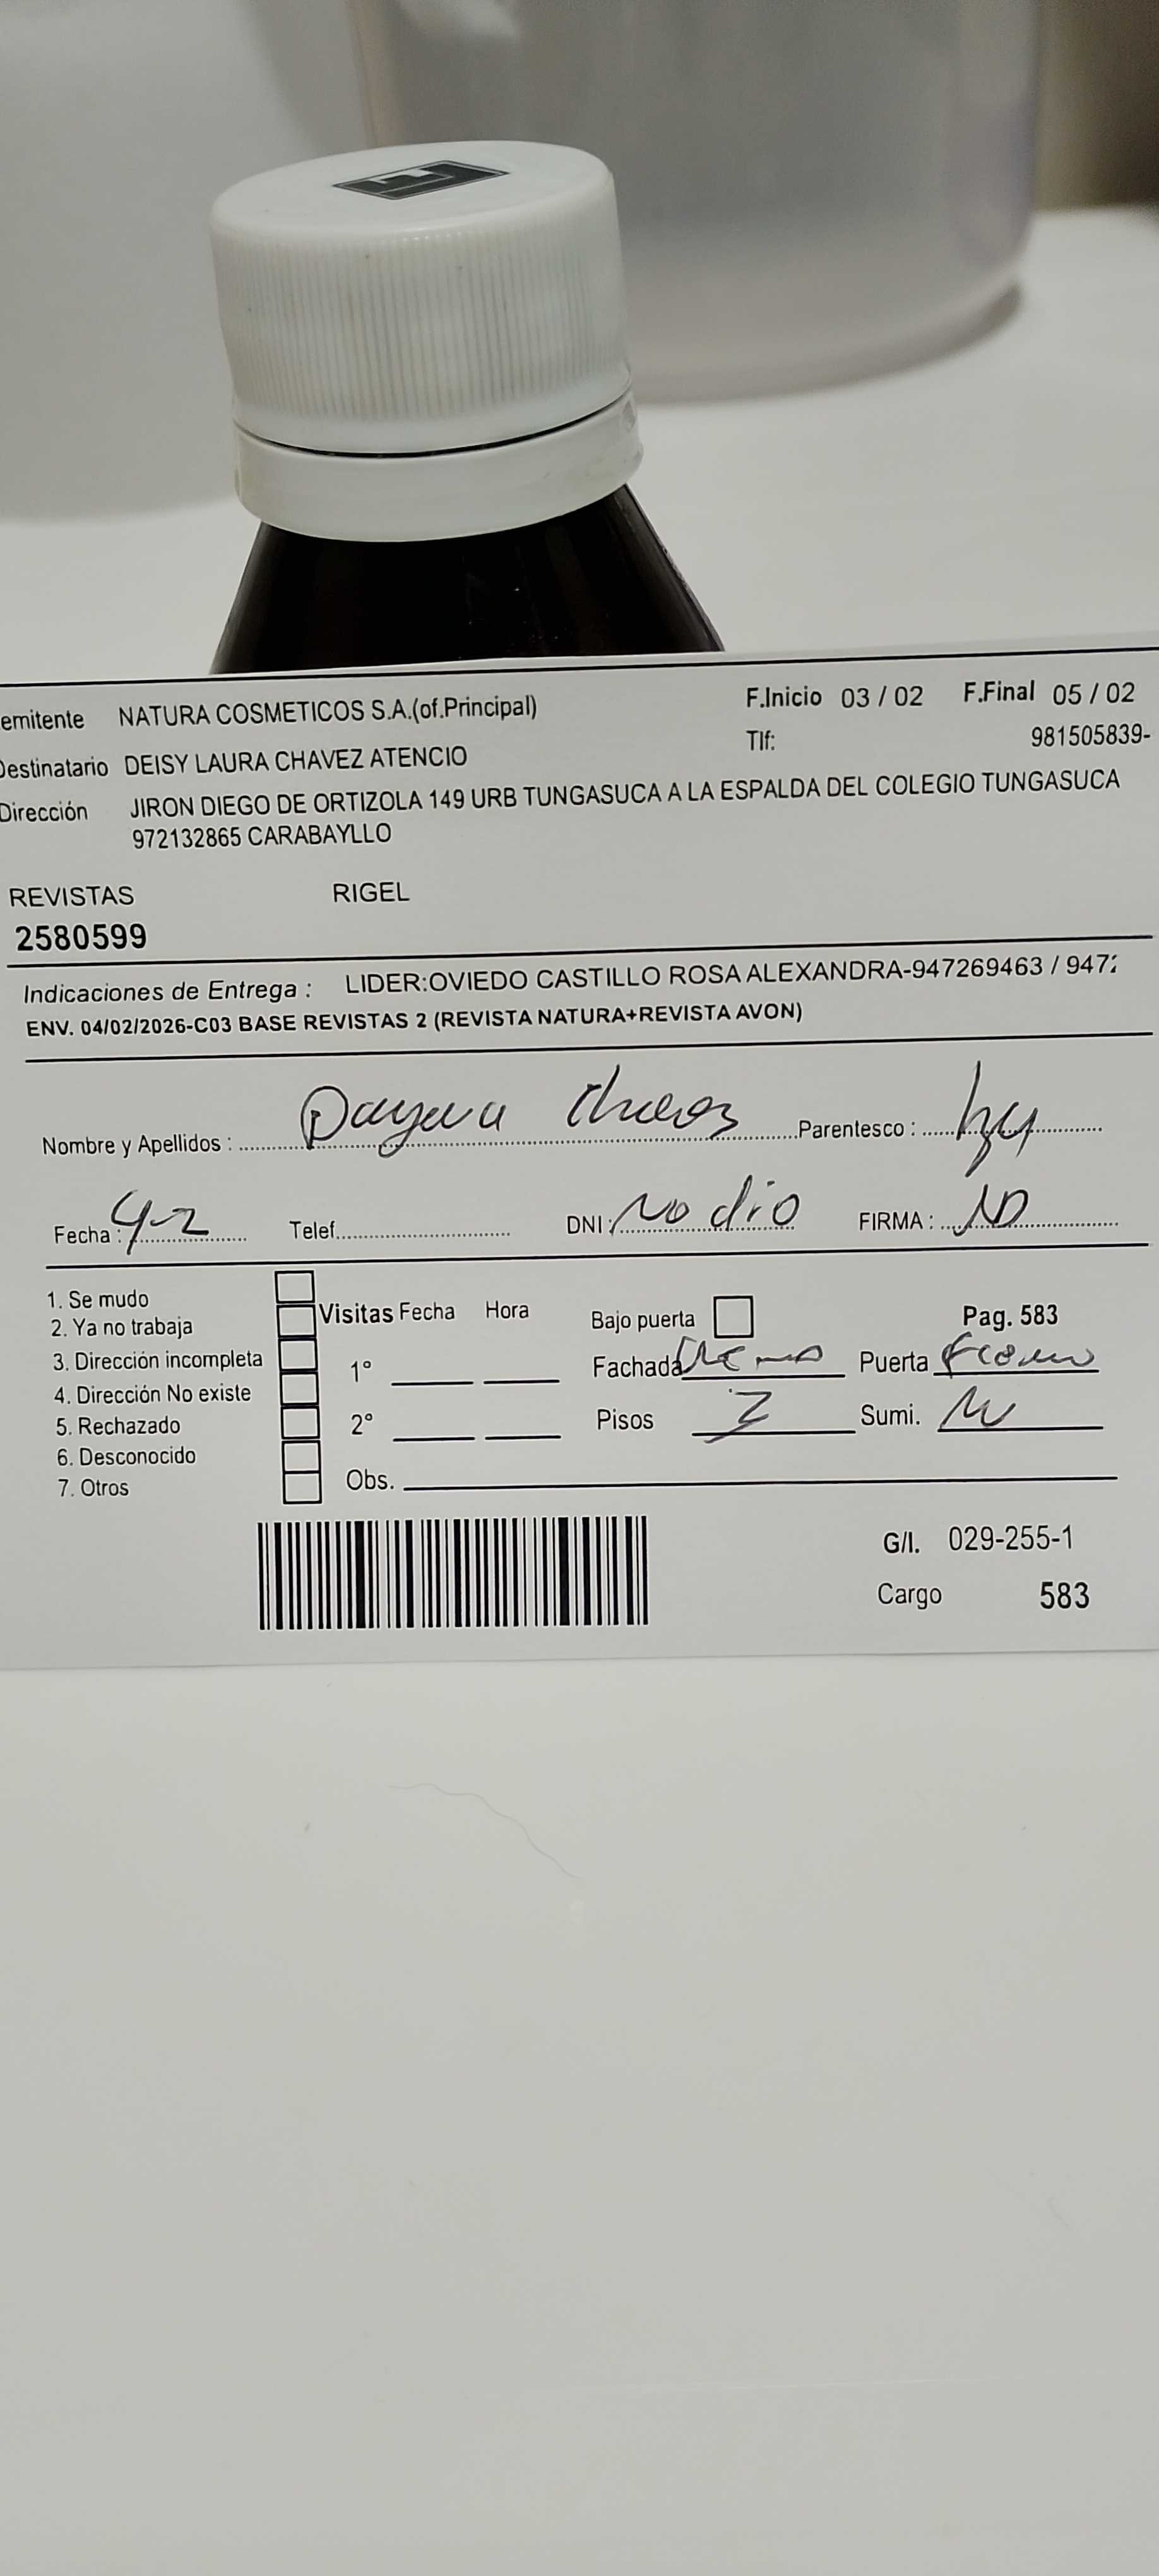 emitente NATURA COSMETICOS S.A.(of.Principal) F.Inicio 03 / 02 F.Final 05 / 02
Destinatario DEISY LAURA CHAVEZ ATENCIO Tlf: 981505839-
Dirección JIRON DIEGO DE ORTIZOLA 149 URB TUNGASUCA A LA ESPALDA DEL COLEGIO TUNGASUCA
972132865 CARABAYLLO
REVISTAS RIGEL
2580599
Indicaciones de Entrega : LIDER:OVIEDO CASTILLO ROSA ALEXANDRA-947269463 / 947
ENV. 04/02/2026-C03 BASE REVISTAS 2 (REVISTA NATURA+REVISTA AVON)
Nombre y Apellidos : Parentesco :
Fecha : 4-2 Telef. DNI : No dio FIRMA : ND
1. Se mudo
2. Ya no trabaja Visitas Fecha Hora Bajo puerta Pag. 583
3. Dirección incompleta 1° Fachada Puerta
4. Dirección No existe
5. Rechazado 2° Pisos Sumi.
6. Desconocido
7. Otros Obs.
G/I. 029-255-1
Cargo 583